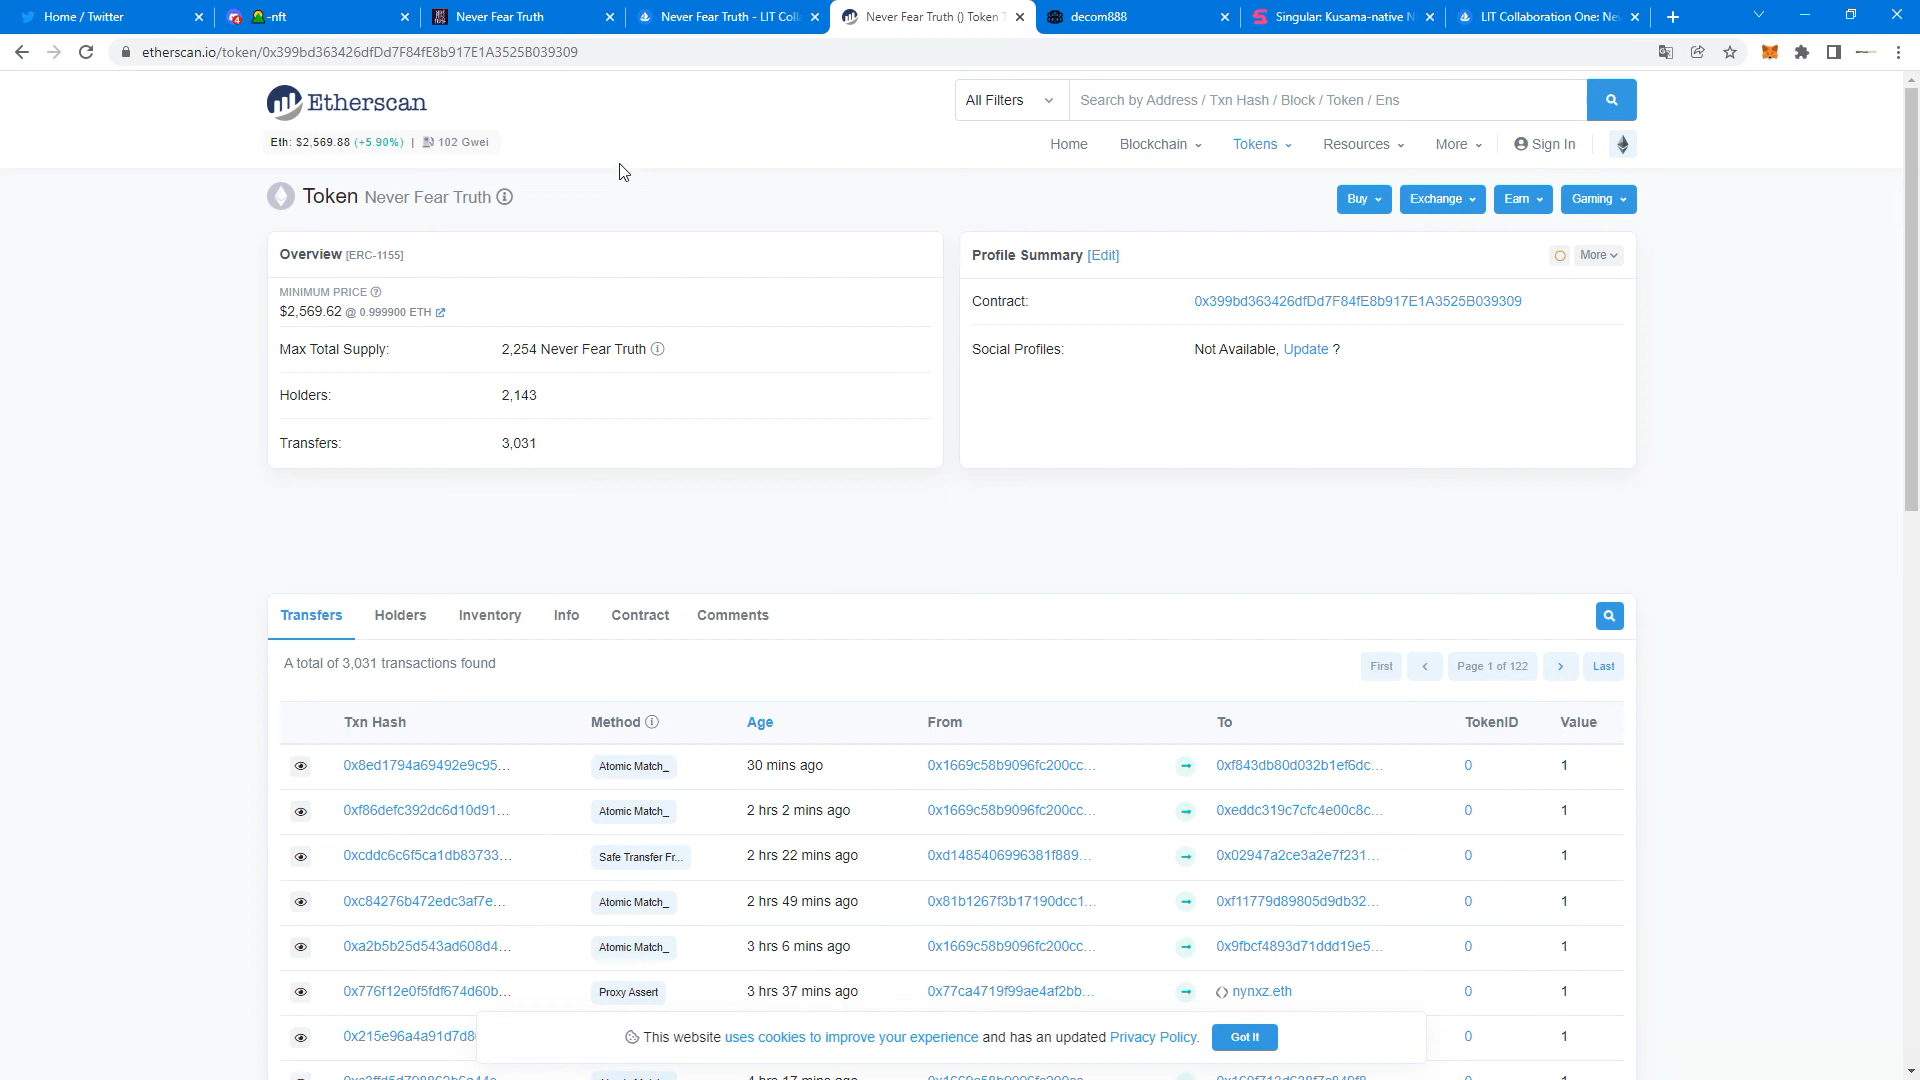 Home / Twitter
-nft
Never Fear Truth
Never Fear Truth - LIT Coll
Never Fear Truth () Token T
decom888
Singular: Kusama-native N
LIT Collaboration One: Nev
etherscan.io/token/0x399bd363426dfDd7F84fE8b917E1A3525B039309
Etherscan
All Filters
Search by Address / Txn Hash / Block / Token / Ens
Eth: $2,569.88 (+5.90%) | 102 Gwei
Home
Blockchain
Tokens
Resources
More
Sign In
Token Never Fear Truth
Buy
Exchange
Earn
Gaming
Overview [ERC-1155]
MINIMUM PRICE
$2,569.62 @ 0.999900 ETH
Max Total Supply: 2,254 Never Fear Truth
Holders: 2,143
Transfers: 3,031
Profile Summary [Edit]
More
Contract: 0x399bd363426dfDd7F84fE8b917E1A3525B039309
Social Profiles: Not Available, Update ?
Transfers
Holders
Inventory
Info
Contract
Comments
A total of 3,031 transactions found
First
Page 1 of 122
Last
Txn Hash Method Age From To TokenID Value
0x8ed1794a69492e9c95... Atomic Match_ 30 mins ago 0x1669c58b9096fc200cc... 0xf843db80d032b1ef6dc... 0 1
0xf86defc392dc6d10d91... Atomic Match_ 2 hrs 2 mins ago 0x1669c58b9096fc200cc... 0xeddc319c7cfc4e00c8c... 0 1
0xcddc6c6f5ca1db83733... Safe Transfer Fr... 2 hrs 22 mins ago 0xd1485406996381f889... 0x02947a2ce3a2e7f231... 0 1
0xc84276b472edc3af7e... Atomic Match_ 2 hrs 49 mins ago 0x81b1267f3b17190dcc1... 0xf11779d89805d9db32... 0 1
0xa2b5b25d543ad608d4... Atomic Match_ 3 hrs 6 mins ago 0x1669c58b9096fc200cc... 0x9fbcf4893d71ddd19e5... 0 1
0x776f12e0f5fdf674d60b... Proxy Assert 3 hrs 37 mins ago 0x77ca4719f99ae4af2bb... nynxz.eth 0 1
0x215e96a4a91d7d8 0 1
This website uses cookies to improve your experience and has an updated Privacy Policy.
Got It